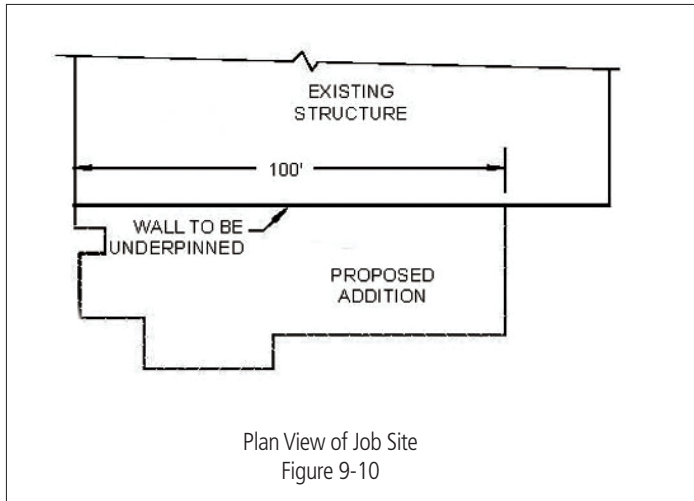 EXISTING
STRUCTURE
100'
WALL TO BE
UNDERPINNED
PROPOSED
ADDITION
Plan View of Job Site
Figure 9-10